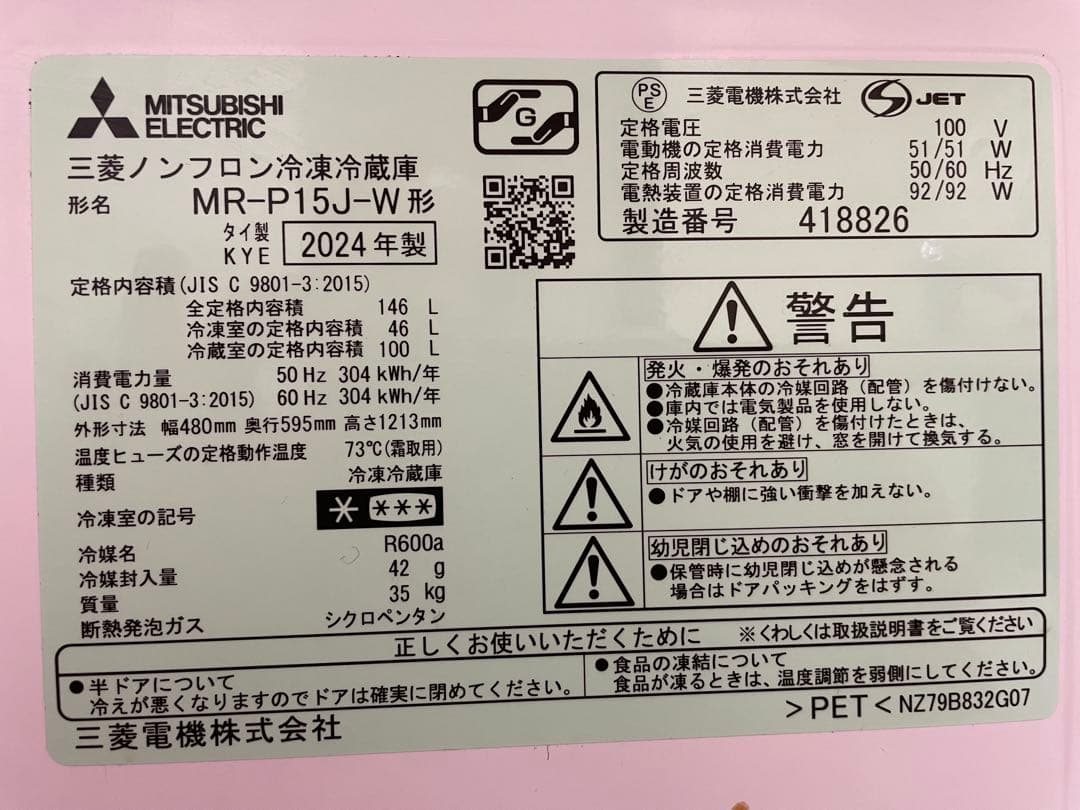 MITSUBISHI
ELECTRIC
三菱ノンフロン冷凍冷蔵庫
形名 MR-P15J-W形
タイ製
KYE
2024年製
G
PS
E
三菱電機株式会社
JET
定格電圧 100 V
電動機の定格消費電力 51/51 W
定格周波数 50/60 Hz
電熱装置の定格消費電力 92/92 W
製造番号 418826
定格内容積(JIS C 9801-3:2015)
全定格内容積 146 L
冷凍室の定格内容積 46 L
冷蔵室の定格内容積 100 L
消費電力量 50Hz 304kWh/年
(JIS C 9801-3:2015) 60Hz 304kWh/年
外形寸法 幅480mm 奥行595mm 高さ1213mm
温度ヒューズの定格動作温度 73℃(霜取用)
種類 冷凍冷蔵庫
冷凍室の記号
冷媒名 R600a
冷媒封入量 42 g
質量 35 kg
断熱発泡ガス シクロペンタン
警告
発火・爆発のおそれあり
●冷蔵庫本体の冷媒回路(配管)を傷付けない。
●庫内では電気製品を使用しない。
●冷媒回路(配管)を傷付けたときは、
火気の使用を避け、窓を開けて換気する。
けがのおそれあり
●ドアや棚に強い衝撃を加えない。
幼児閉じ込めのおそれあり
●保管時に幼児閉じ込めが懸念される
場合はドアパッキングをはずす。
正しくお使いいただくために ※くわしくは取扱説明書をご覧ください
●半ドアについて
冷えが悪くなりますのでドアは確実に閉めてください。
●食品の凍結について
食品が凍るときは、温度調節を弱側にしてください。
三菱電機株式会社
>PET< NZ79B832G07